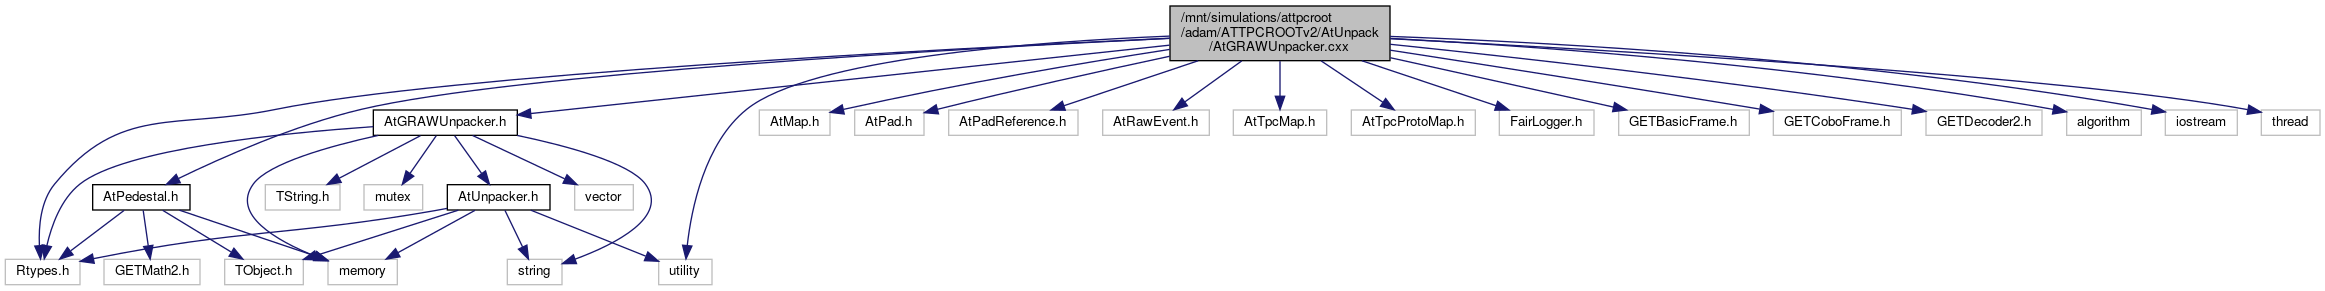 /mnt/simulations/attpcroot
/adam/ATTPCROOTv2/AtUnpack
/AtGRAWUnpacker.cxx
AtGRAWUnpacker.h
AtMap.h
AtPad.h
AtPadReference.h
AtRawEvent.h
AtTpcMap.h
AtTpcProtoMap.h
FairLogger.h
GETBasicFrame.h
GETCoboFrame.h
GETDecoder2.h
algorithm
iostream
thread
AtPedestal.h
TString.h
mutex
AtUnpacker.h
vector
Rtypes.h
GETMath2.h
TObject.h
memory
string
utility